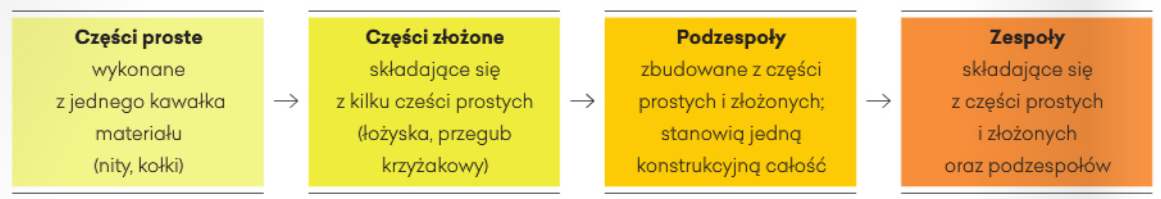 Części proste
wykonane
z jednego kawałka
materiału
(nity, kołki)
Części złożone
składające się
z kilku cześci prostych
(łożyska, przegub
krzyżakowy)
Podzespoły
zbudowane z części
prostych i złożonych;
stanowią jedną
konstrukcyjną całość
Zespoły
składające się
z części prostych
i złożonych
oraz podzespołów